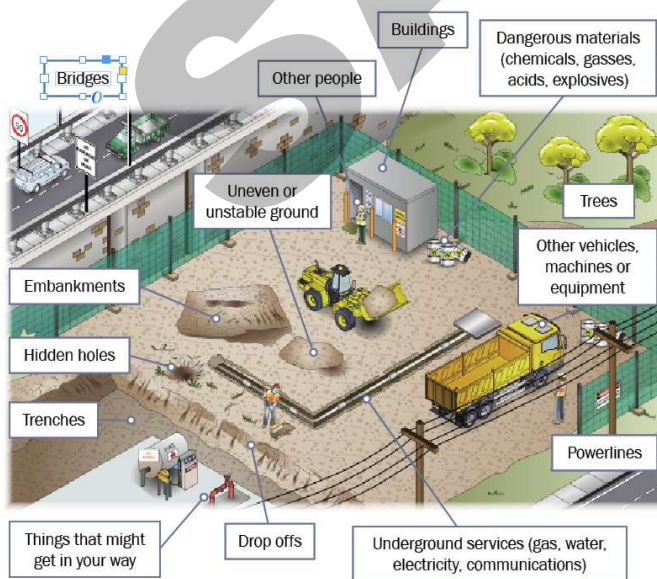 Buildings
Dangerous materials
(chemicals, gasses,
acids, explosives)
Bridges
Other people
50
Uneven or
unstable ground
Trees
Other vehicles,
machines or
equipment
Embankments
Hidden holes
Trenches
Powerlines
Things that might
get in your way
Drop offs
Underground services (gas, water,
electricity, communications)